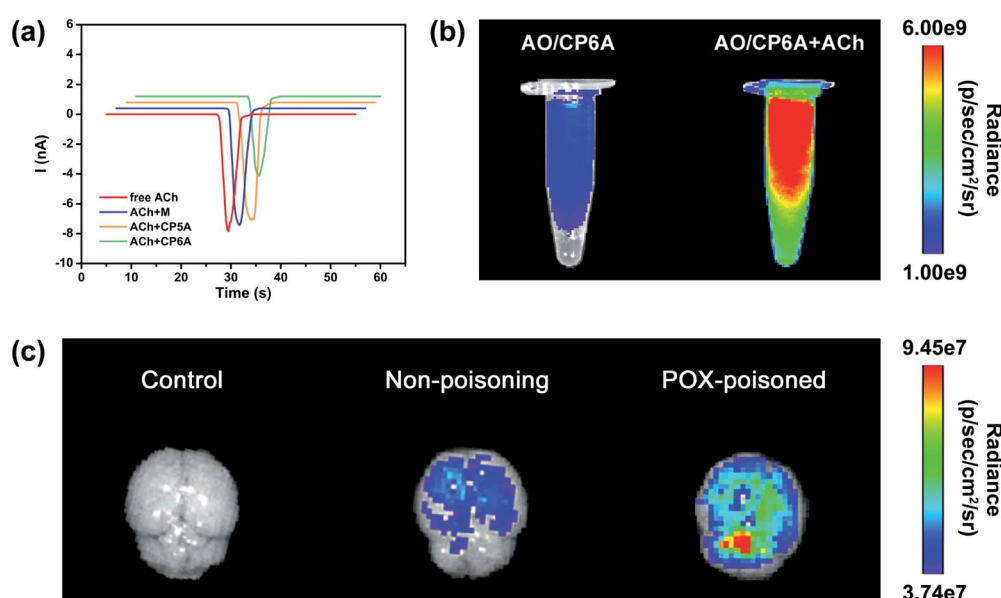 (a)
6
4
2
0
-2
-4
-6
-8
-10
I (nA)
free ACh
ACh+M
ACh+CP5A
ACh+CP6A
0 10 20 30 40 50 60
Time (s)
(b)
AO/CP6A
AO/CP6A+ACh
6.00e9
1.00e9
Radiance
(p/sec/cm²/sr)
(c)
Control
Non-poisoning
POX-poisoned
9.45e7
3.74e7
Radiance
(p/sec/cm²/sr)